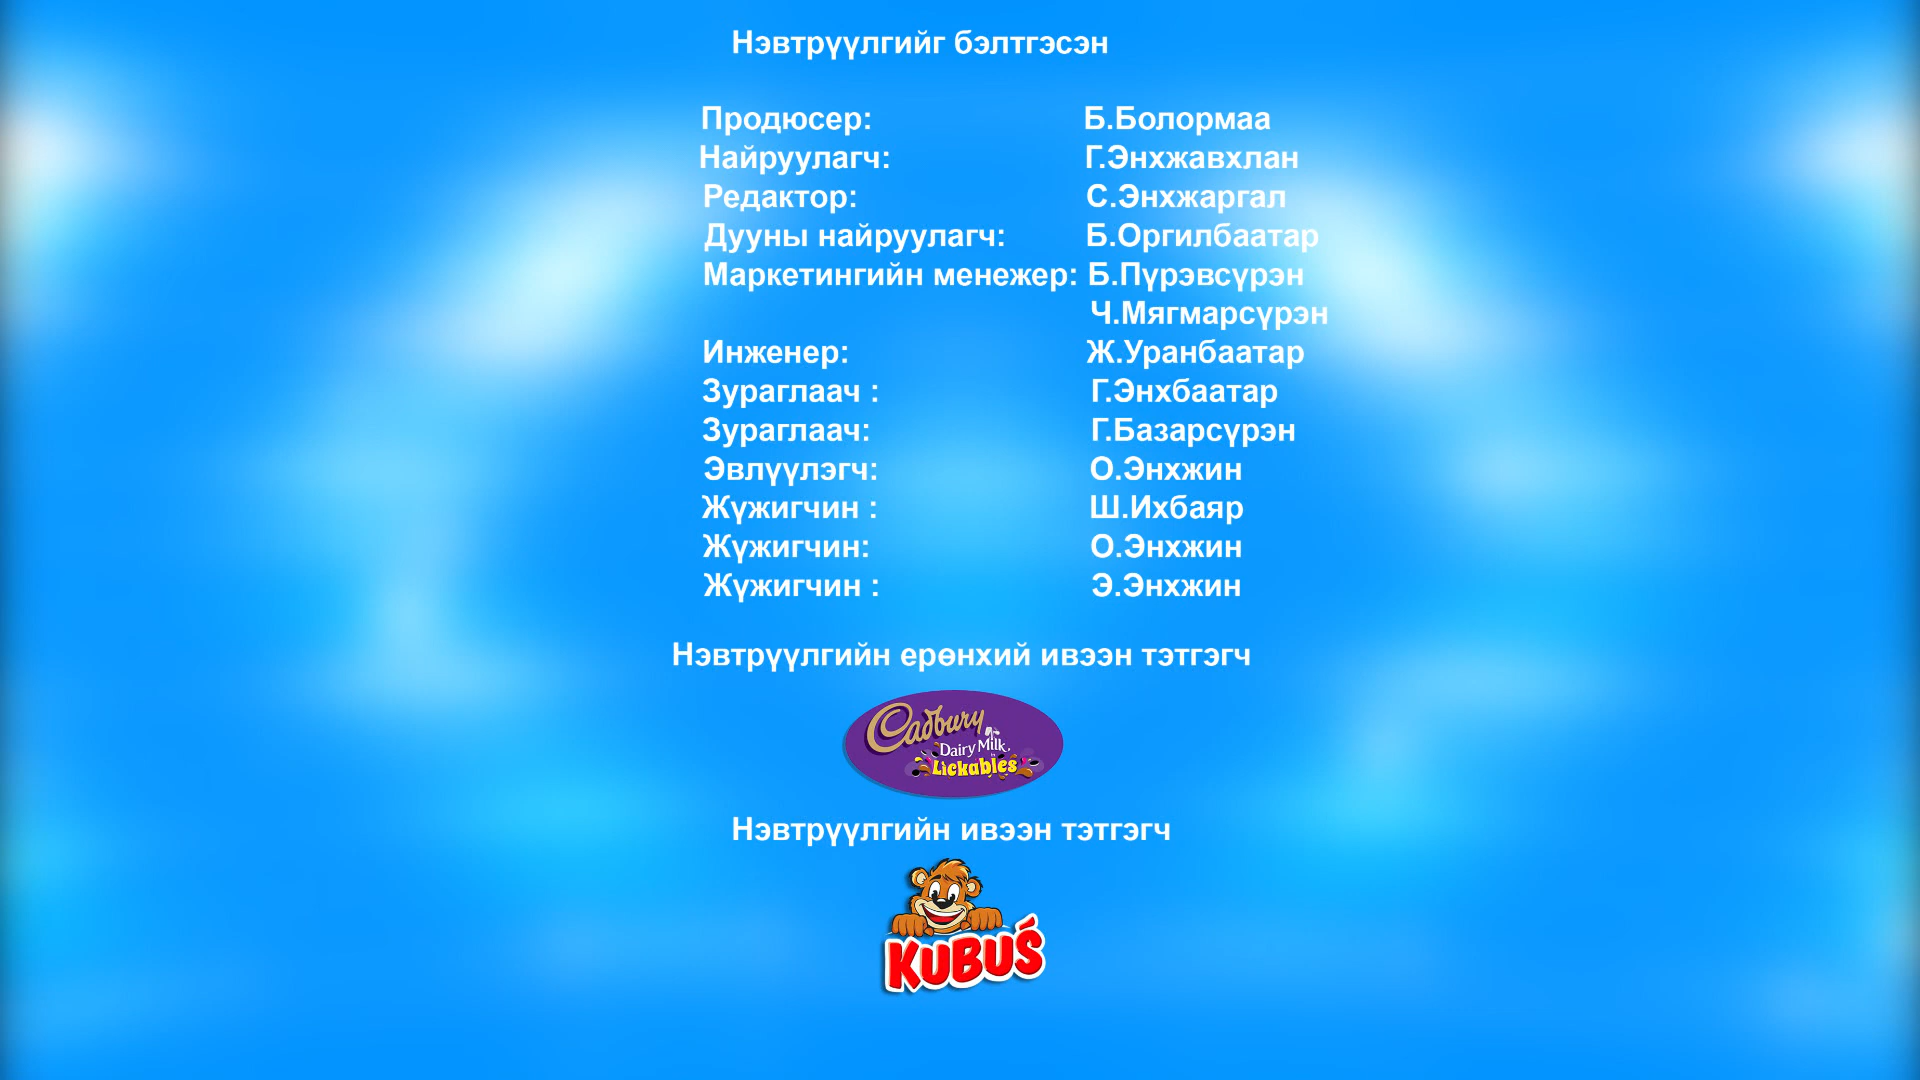 Нэвтрүүлгийг бэлтгэсэн
Продюсер: Б.Болормаа
Найруулагч: Г.Энхжавхлан
Редактор: С.Энхжаргал
Дууны найруулагч: Б.Оргилбаатар
Маркетингийн менежер: Б.Пүрэвсүрэн
Ч.Мягмарсүрэн
Инженер: Ж.Уранбаатар
Зураглаач : Г.Энхбаатар
Зураглаач: Г.Базарсүрэн
Эвлүүлэгч: О.Энхжин
Жүжигчин : Ш.Ихбаяр
Жүжигчин: О.Энхжин
Жүжигчин : Э.Энхжин
Нэвтрүүлгийн ерөнхий ивээн тэтгэгч
Cadbury
Dairy Milk
Lickables
Нэвтрүүлгийн ивээн тэтгэгч
KUBUŚ